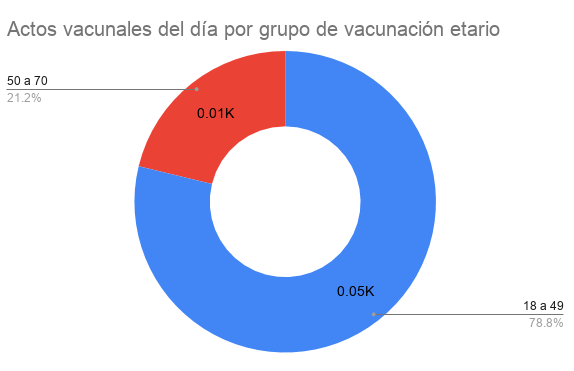 Actos vacunales del día por grupo de vacunación etario
50 a 70
21.2%
0.01K
0.05K
18 a 49
78.8%